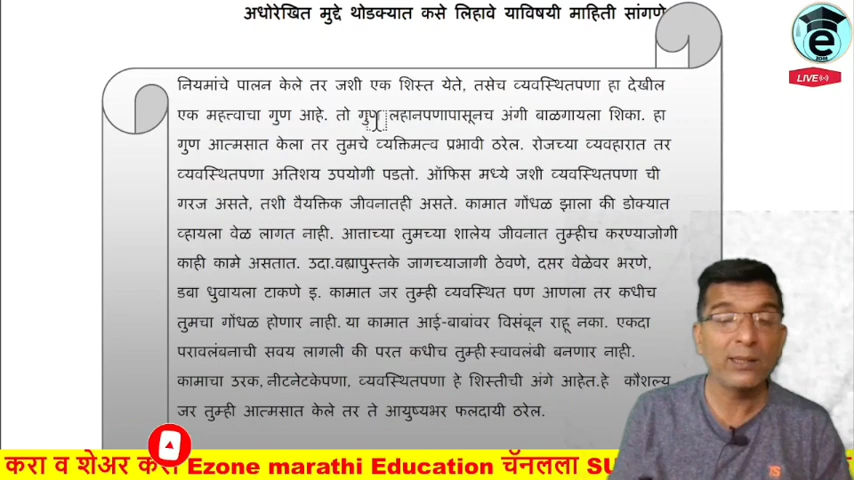 अधोरेखित मुद्दे थोडक्यात कसे लिहावे याविषयी माहिती सांगणे
e
LIVE
नियमांचे पालन केले तर जशी एक शिस्त येते, तसेच व्यवस्थितपणा हा देखील
एक महत्वाचा गुण आहे. तो गुण लहानपणापासूनच अंगी बाळगायला शिका. हा
गुण आत्मसात केला तर तुमचे व्यक्तिमत्व प्रभावी ठरेल. रोजच्या व्यवहारात तर
व्यवस्थितपणा अतिशय उपयोगी पडतो. ऑफिस मध्ये जशी व्यवस्थितपणा ची
गरज असते, तशी वैयक्तिक जीवनातही असते. कामात गोंधळ झाला की डोक्यात
व्हायला वेळ लागत नाही. आत्ताच्या तुमच्या शालेय जीवनात तुम्हीच करण्याजोगी
काही कामे असतात. उदा.वह्यापुस्तके जागच्याजागी ठेवणे, दप्तर वेळेवर भरणे,
डबा धुवायला टाकणे इ. कामात जर तुम्ही व्यवस्थित पण आणला तर कधीच
तुमचा गोंधळ होणार नाही. या कामात आई-बाबांवर विसंबून राहू नका. एकदा
परावलंबनाची सवय लागली की परत कधीच तुम्ही स्वावलंबी बनणार नाही.
कामाचा उरक, नीटनेटकेपणा, व्यवस्थितपणा हे शिस्तीची अंगे आहेत.हे कौशल्य
जर तुम्ही आत्मसात केले तर ते आयुष्यभर फलदायी ठरेल.
करा व शेअर करा Ezone marathi Education चॅनलला SU